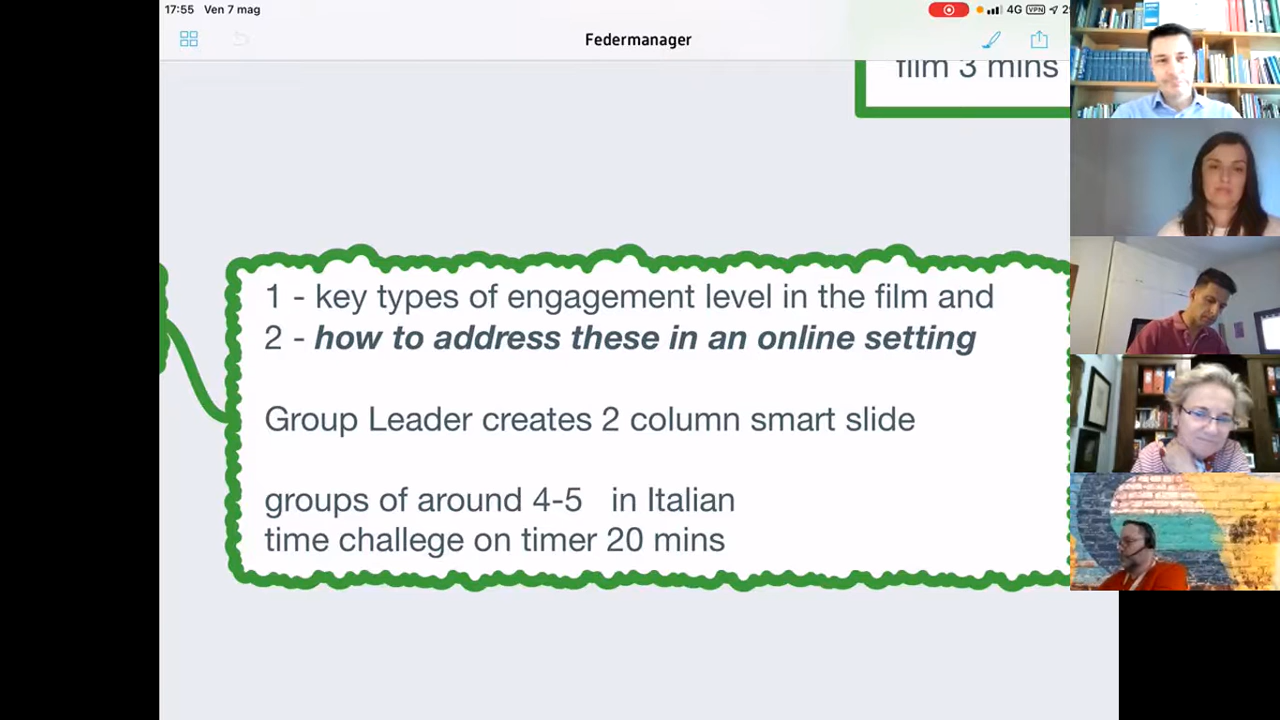 17:55 Ven 7 mag
4G VPN
Federmanager
film 3 mins
1 - key types of engagement level in the film and
2 - how to address these in an online setting
Group Leader creates 2 column smart slide
groups of around 4-5 in Italian
time challege on timer 20 mins